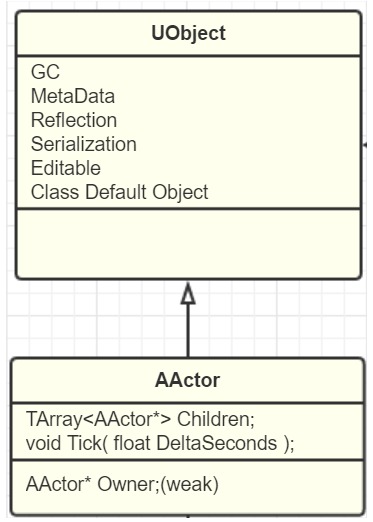 UObject
GC
MetaData
Reflection
Serialization
Editable
Class Default Object
AActor
TArray<AActor*> Children;
void Tick( float DeltaSeconds );
AActor* Owner;(weak)